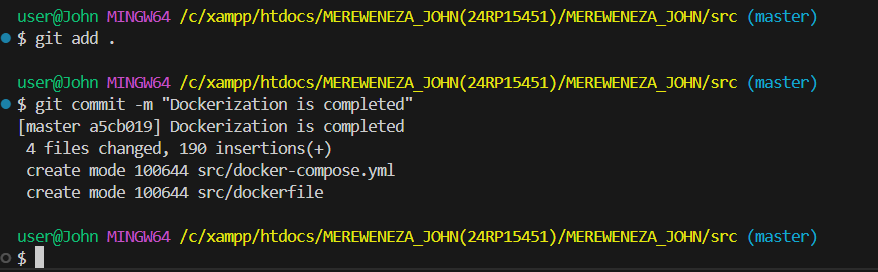 user@John MINGW64 /c/xampp/htdocs/MEREWENEZA_JOHN(24RP15451)/MEREWENEZA_JOHN/src (master)
$ git add .
user@John MINGW64 /c/xampp/htdocs/MEREWENEZA_JOHN(24RP15451)/MEREWENEZA_JOHN/src (master)
$ git commit -m "Dockerization is completed"
[master a5cb019] Dockerization is completed
 4 files changed, 190 insertions(+)
 create mode 100644 src/docker-compose.yml
 create mode 100644 src/dockerfile
user@John MINGW64 /c/xampp/htdocs/MEREWENEZA_JOHN(24RP15451)/MEREWENEZA_JOHN/src (master)
$